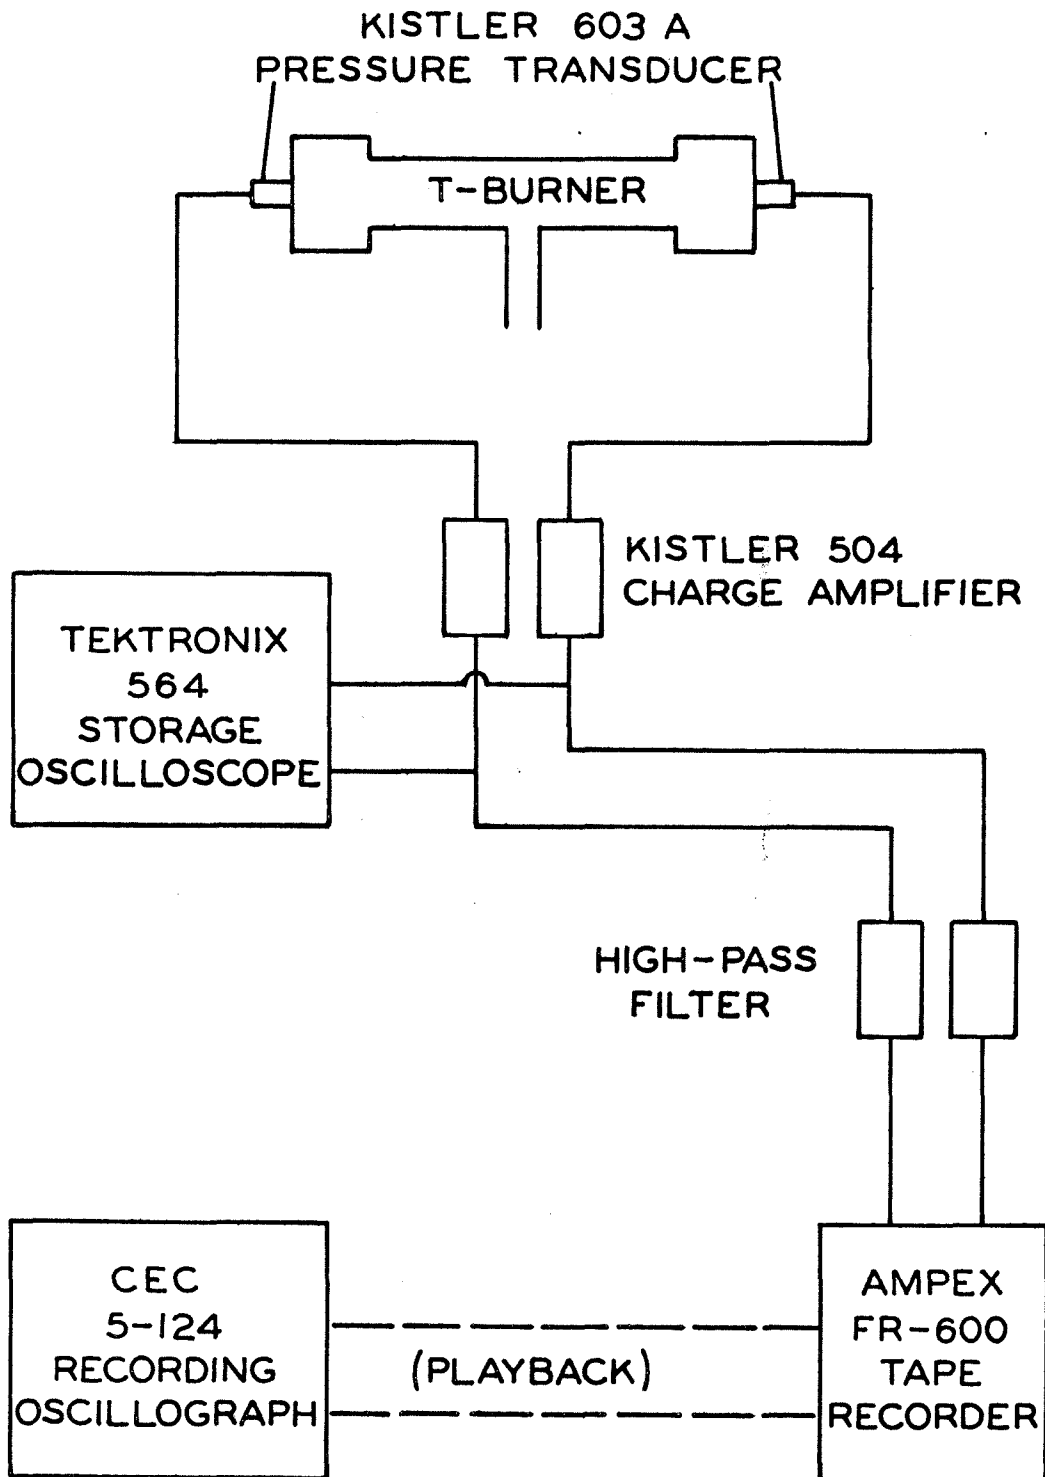 KISTLER 603 A
PRESSURE TRANSDUCER
T-BURNER
KISTLER 504
CHARGE AMPLIFIER
TEKTRONIX
564
STORAGE
OSCILLOSCOPE
HIGH-PASS
FILTER
CEC
5-124
RECORDING
OSCILLOGRAPH
(PLAYBACK)
AMPEX
FR-600
TAPE
RECORDER